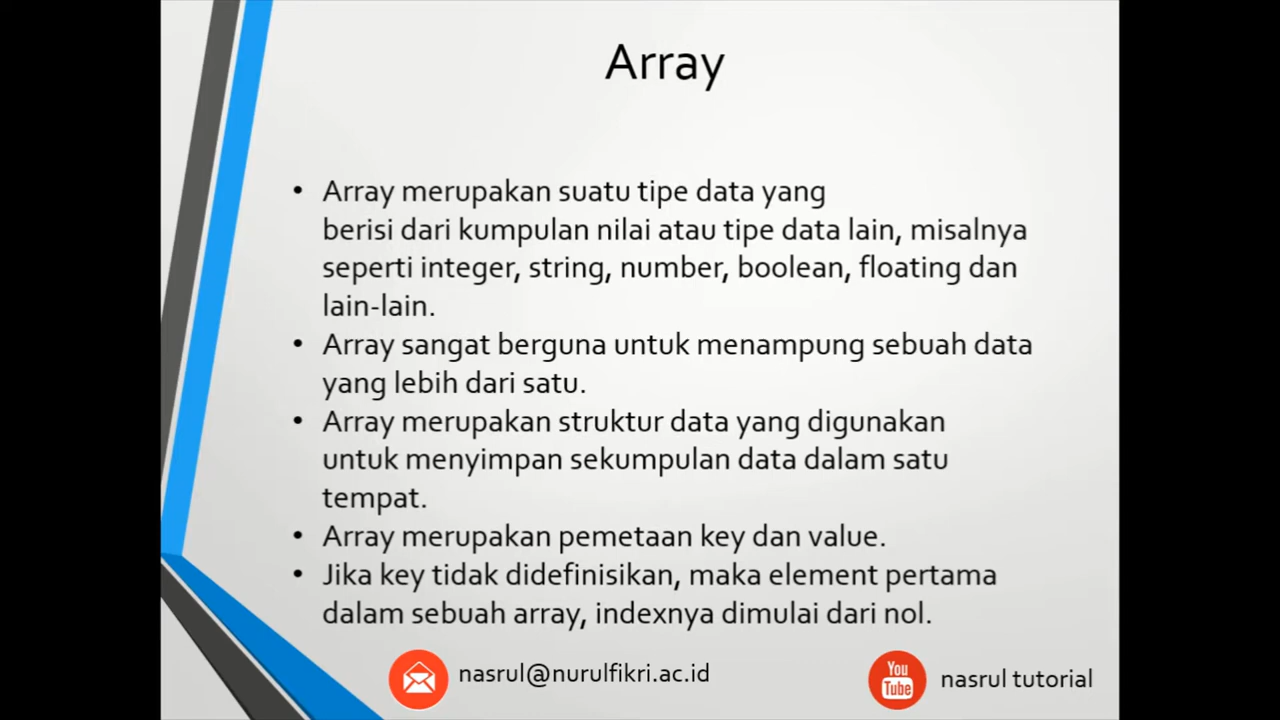 Array
• Array merupakan suatu tipe data yang
berisi dari kumpulan nilai atau tipe data lain, misalnya
seperti integer, string, number, boolean, floating dan
lain-lain.
• Array sangat berguna untuk menampung sebuah data
yang lebih dari satu.
• Array merupakan struktur data yang digunakan
untuk menyimpan sekumpulan data dalam satu
tempat.
• Array merupakan pemetaan key dan value.
• Jika key tidak didefinisikan, maka element pertama
dalam sebuah array, indexnya dimulai dari nol.
nasrul@nurulfikri.ac.id
You
Tube
nasrul tutorial